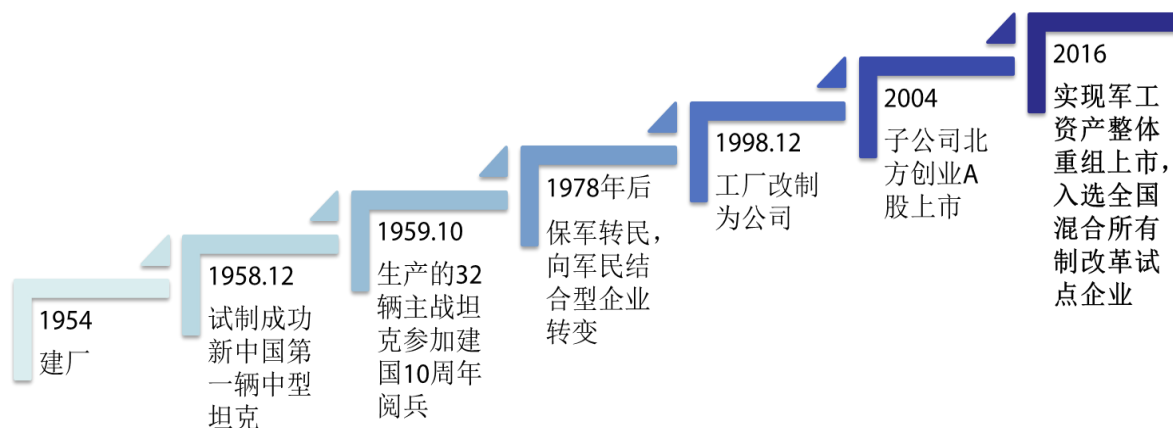 1954
建厂
1958.12
试制成功
新中国第
一辆中型
坦克
1959.10
生产的32
辆主战坦
克参加建
国10周年
阅兵
1978年后
保军转民，
向军民结
合型企业
转变
1998.12
工厂改制
为公司
2004
子公司北
方创业A
股上市
2016
实现军工
资产整体
重组上市，
入选全国
混合所有
制改革试
点企业